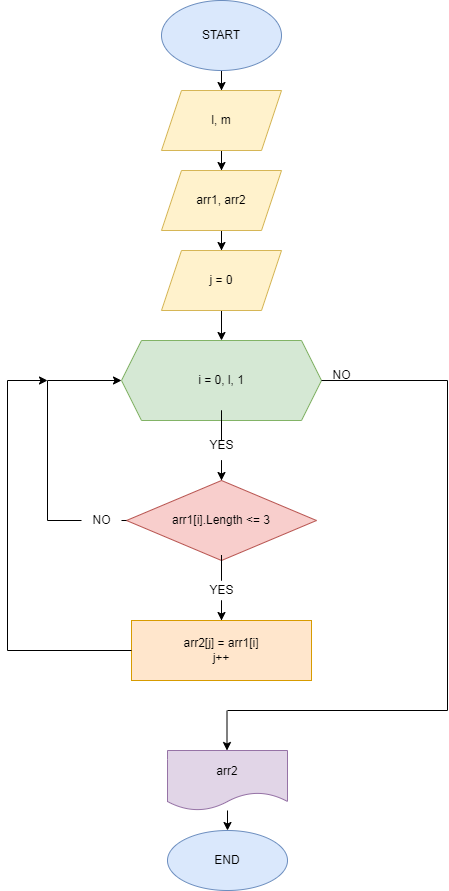 START
l, m
arr1, arr2
j = 0
i = 0, l, 1
NO
YES
arr1[i].Length <= 3
NO
YES
arr2[j] = arr1[i]
j++
arr2
END